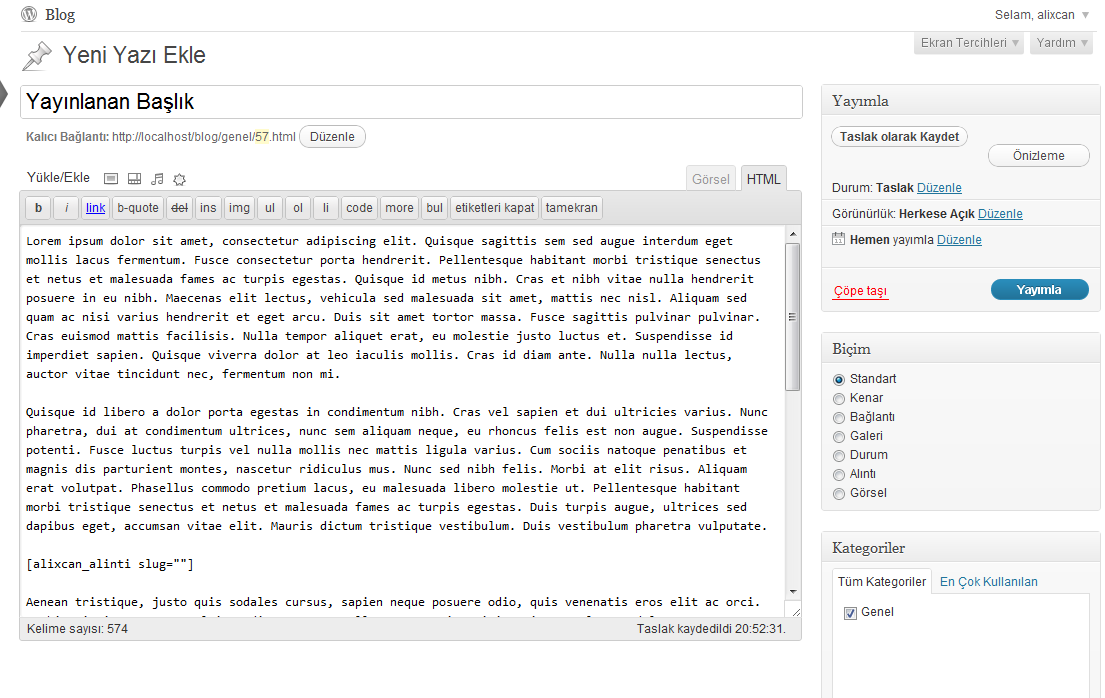 Blog
Selam, alixcan
Yeni Yazı Ekle
Ekran Tercihleri
Yardım
Yayınlanan Başlık
Kalıcı Bağlantı: http://localhost/blog/genel/57.html Düzenle
Yükle/Ekle
Görsel HTML
b i link b-quote del ins img ul ol li code more bul etiketleri kapat tamekran
Lorem ipsum dolor sit amet, consectetur adipiscing elit. Quisque sagittis sem sed augue interdum eget
mollis lacus fermentum. Fusce consectetur porta hendrerit. Pellentesque habitant morbi tristique senectus
et netus et malesuada fames ac turpis egestas. Quisque id metus nibh. Cras et nibh vitae nulla hendrerit
posuere in eu nibh. Maecenas elit lectus, vehicula sed malesuada sit amet, mattis nec nisl. Aliquam sed
quam ac nisi varius hendrerit et eget arcu. Duis sit amet tortor massa. Fusce sagittis pulvinar pulvinar.
Cras euismod mattis facilisis. Nulla tempor aliquet erat, eu molestie justo luctus et. Suspendisse id
imperdiet sapien. Quisque viverra dolor at leo iaculis mollis. Cras id diam ante. Nulla nulla lectus,
auctor vitae tincidunt nec, fermentum non mi.
Quisque id libero a dolor porta egestas in condimentum nibh. Cras vel sapien et dui ultricies varius. Nunc
pharetra, dui at condimentum ultrices, nunc sem aliquam neque, eu rhoncus felis est non augue. Suspendisse
potenti. Fusce luctus turpis vel nulla mollis nec mattis ligula varius. Cum sociis natoque penatibus et
magnis dis parturient montes, nascetur ridiculus mus. Nunc sed nibh felis. Morbi at elit risus. Aliquam
erat volutpat. Phasellus commodo pretium lacus, eu malesuada libero molestie ut. Pellentesque habitant
morbi tristique senectus et netus et malesuada fames ac turpis egestas. Duis turpis augue, ultrices sed
dapibus eget, accumsan vitae elit. Mauris dictum tristique vestibulum. Duis vestibulum pharetra vulputate.
[alixcan_alinti slug=""]
Aenean tristique, justo quis sodales cursus, sapien neque posuere odio, quis venenatis eros elit ac orci.
Kelime sayısı: 574
Taslak kaydedildi 20:52:31.
Yayımla
Taslak olarak Kaydet
Önizleme
Durum: Taslak Düzenle
Görünürlük: Herkese Açık Düzenle
Hemen yayımla Düzenle
Çöpe taşı
Yayımla
Biçim
Standart
Kenar
Bağlantı
Galeri
Durum
Alıntı
Görsel
Kategoriler
Tüm Kategoriler En Çok Kullanılan
Genel